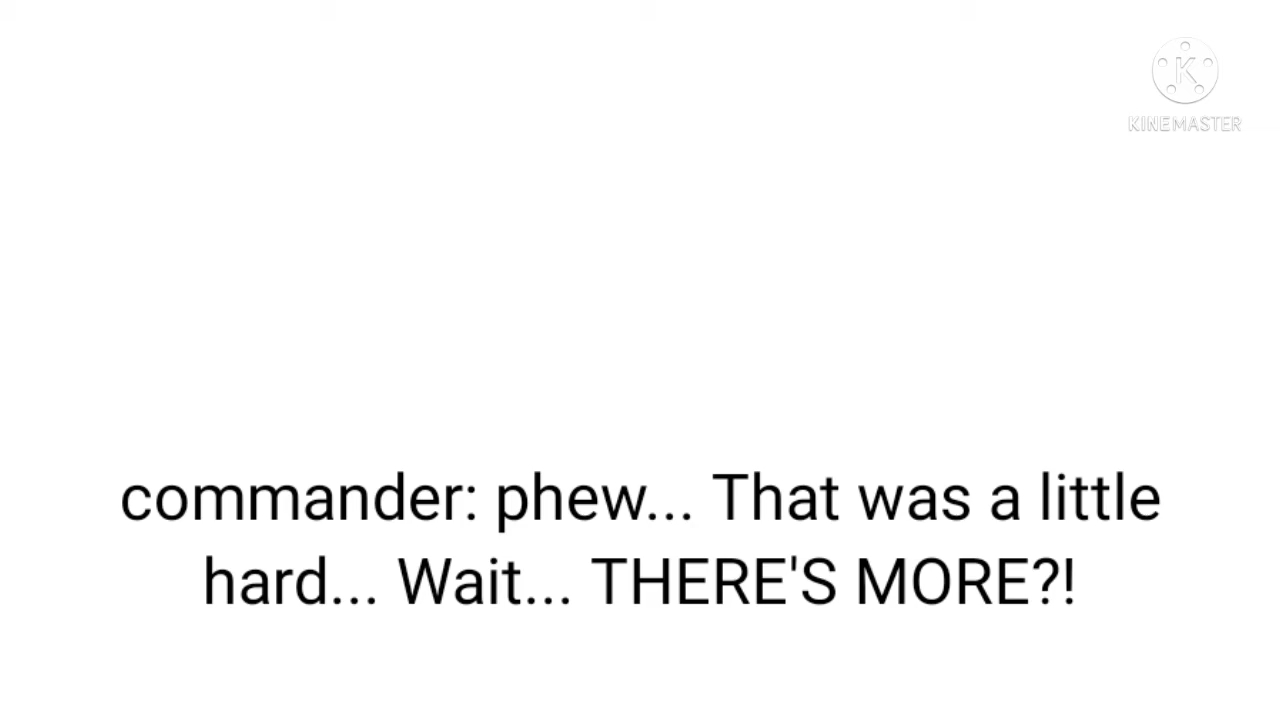 KINEMASTER
commander: phew... That was a little
hard... Wait... THERE'S MORE?!